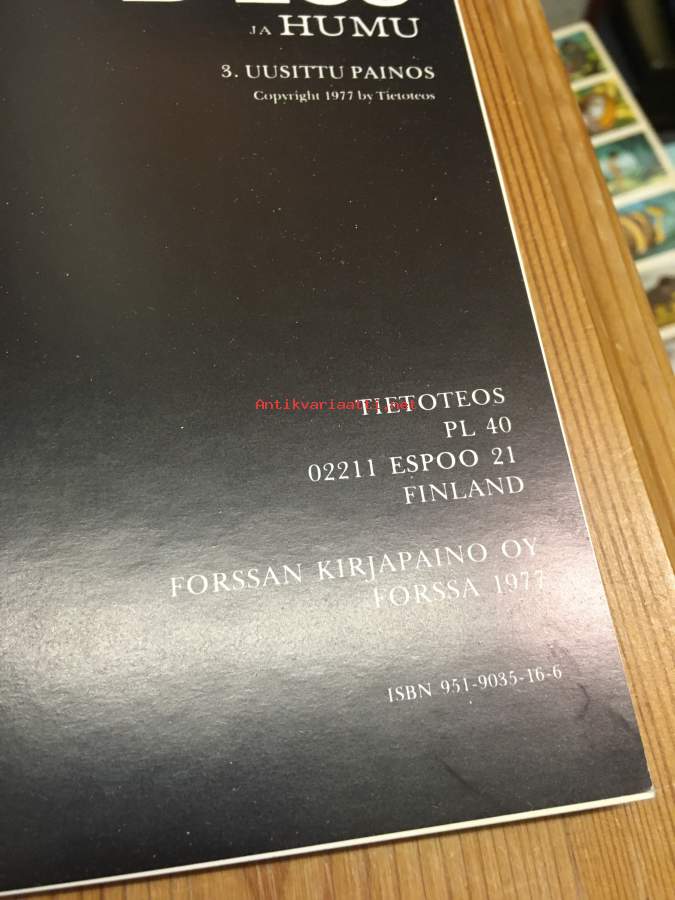 JA HUMU
3. UUSITTU PAINOS
Copyright 1977 by Tietoteos
Antikvariaatti.net
TIETOTEOS
PL 40
02211 ESPOO 21
FINLAND
FORSSAN KIRJAPAINO OY
FORSSA 1977
ISBN 951-9035-16-6